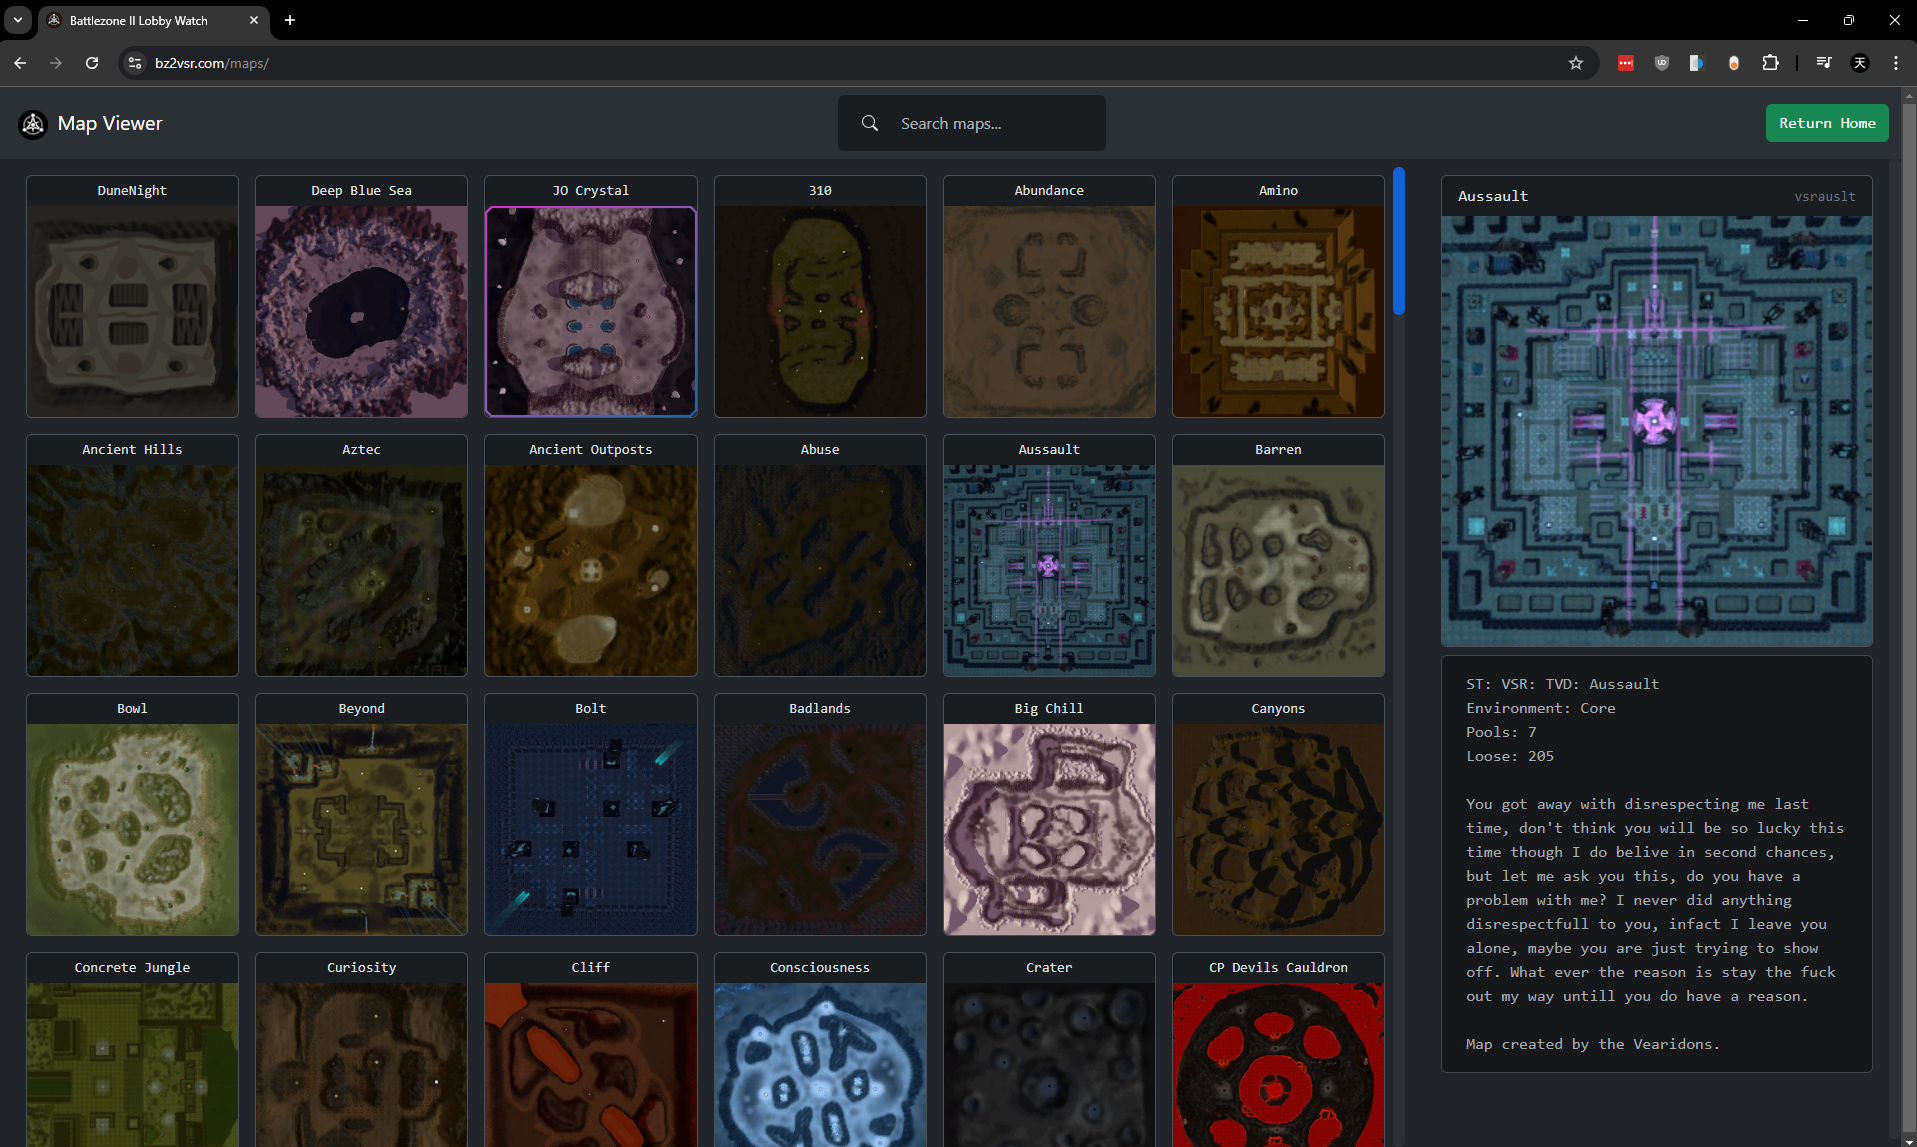 Battlezone II Lobby Watch
bz2vsr.com/maps/
Map Viewer
Search maps...
Return Home
DuneNight
Deep Blue Sea
JO Crystal
310
Abundance
Amino
Ancient Hills
Aztec
Ancient Outposts
Abuse
Aussault
Barren
Bowl
Beyond
Bolt
Badlands
Big Chill
Canyons
Concrete Jungle
Curiosity
Cliff
Consciousness
Crater
CP Devils Cauldron
Aussault vsrauslt
ST: VSR: TVD: Aussault
Environment: Core
Pools: 7
Loose: 205
You got away with disrespecting me last
time, don't think you will be so lucky this
time though I do belive in second chances,
but let me ask you this, do you have a
problem with me? I never did anything
disrespectfull to you, infact I leave you
alone, maybe you are just trying to show
off. What ever the reason is stay the fuck
out my way untill you do have a reason.
Map created by the Vearidons.